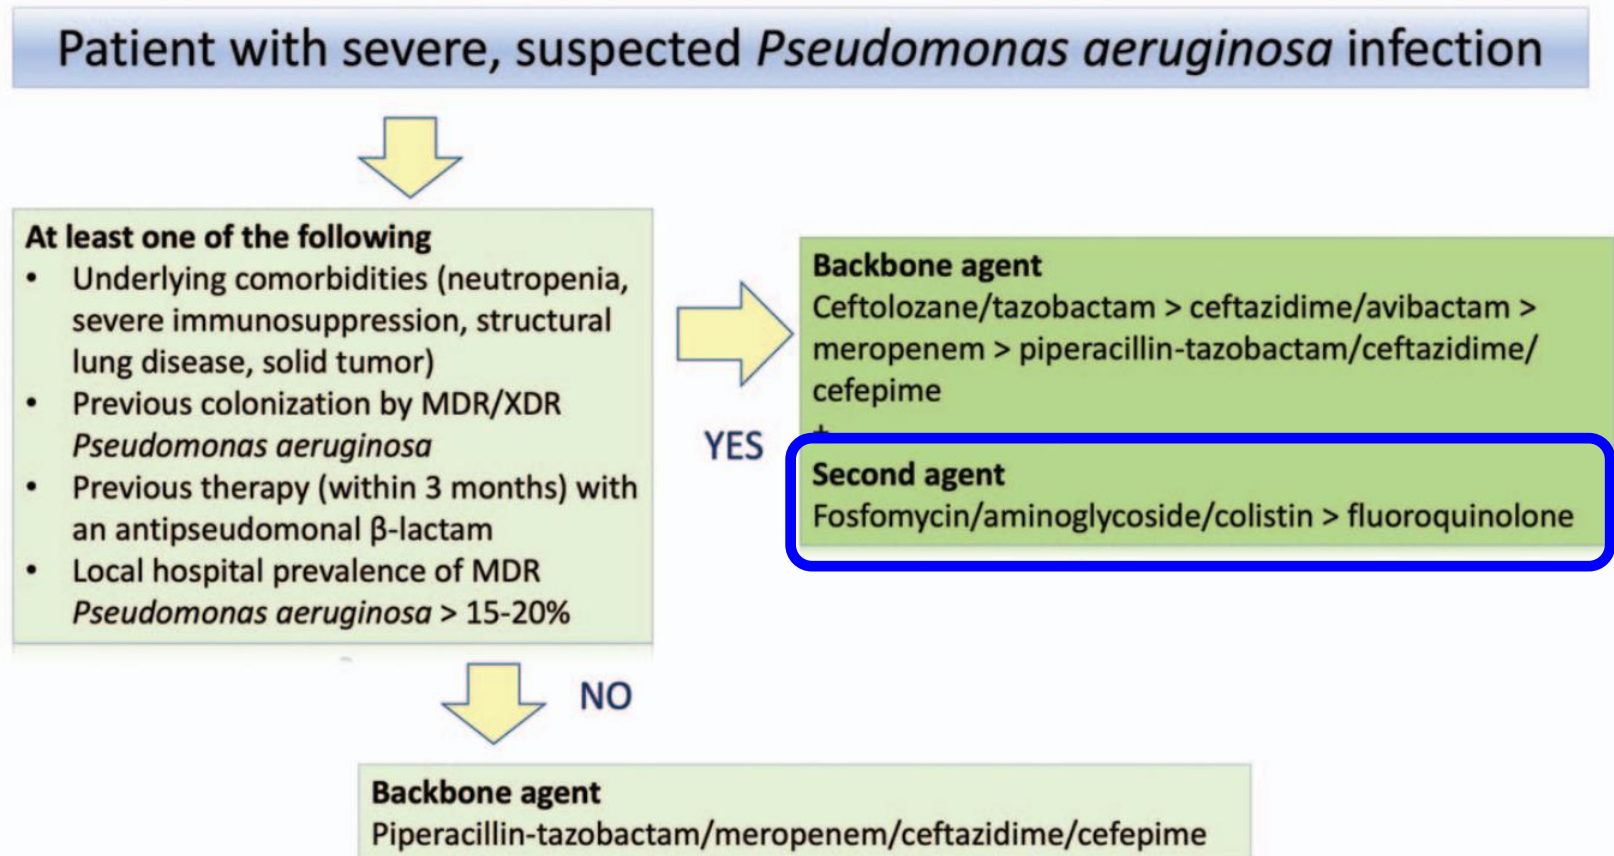 Patient with severe, suspected Pseudomonas aeruginosa infection
At least one of the following
• Underlying comorbidities (neutropenia,
severe immunosuppression, structural
lung disease, solid tumor)
• Previous colonization by MDR/XDR
Pseudomonas aeruginosa
• Previous therapy (within 3 months) with
an antipseudomonal β-lactam
• Local hospital prevalence of MDR
Pseudomonas aeruginosa > 15-20%
YES
Backbone agent
Ceftolozane/tazobactam > ceftazidime/avibactam >
meropenem > piperacillin-tazobactam/ceftazidime/
cefepime
+
Second agent
Fosfomycin/aminoglycoside/colistin > fluoroquinolone
NO
Backbone agent
Piperacillin-tazobactam/meropenem/ceftazidime/cefepime